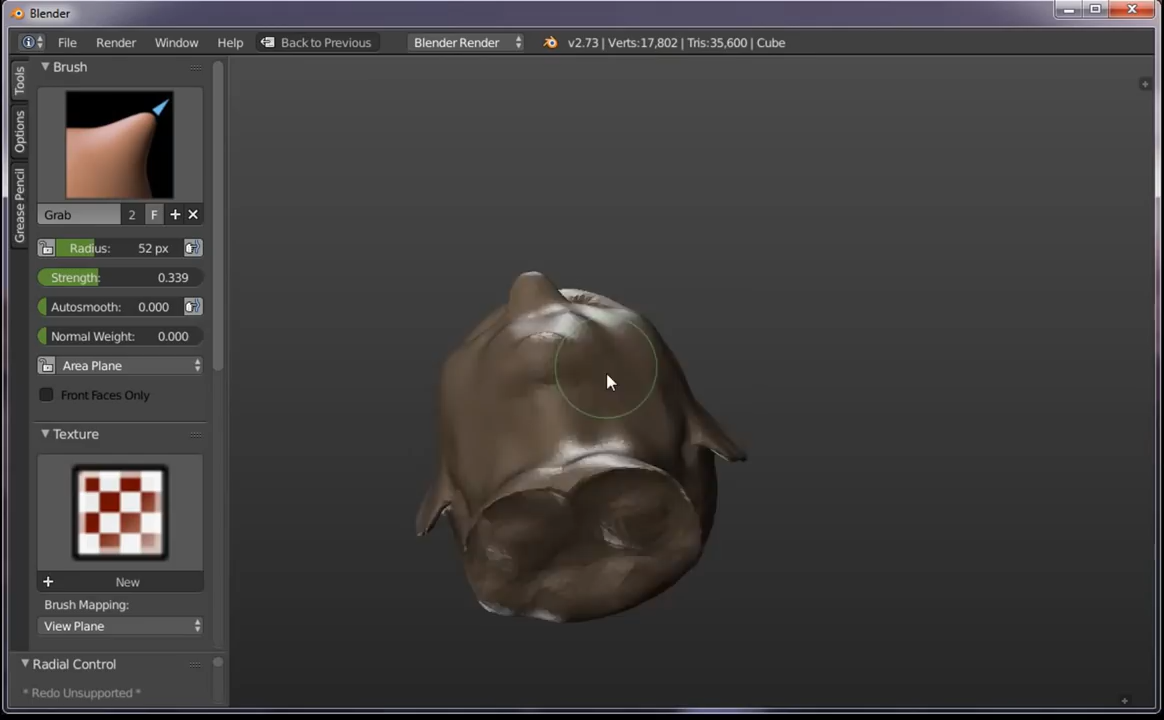 Blender
File Render Window Help Back to Previous Blender Render v2.73 | Verts:17,802 | Tris:35,600 | Cube
Tools
Options
Grease Pencil
Brush
Grab 2 F
Radius: 52 px
Strength: 0.339
Autosmooth: 0.000
Normal Weight: 0.000
Area Plane
Front Faces Only
Texture
New
Brush Mapping:
View Plane
Radial Control
* Redo Unsupported *